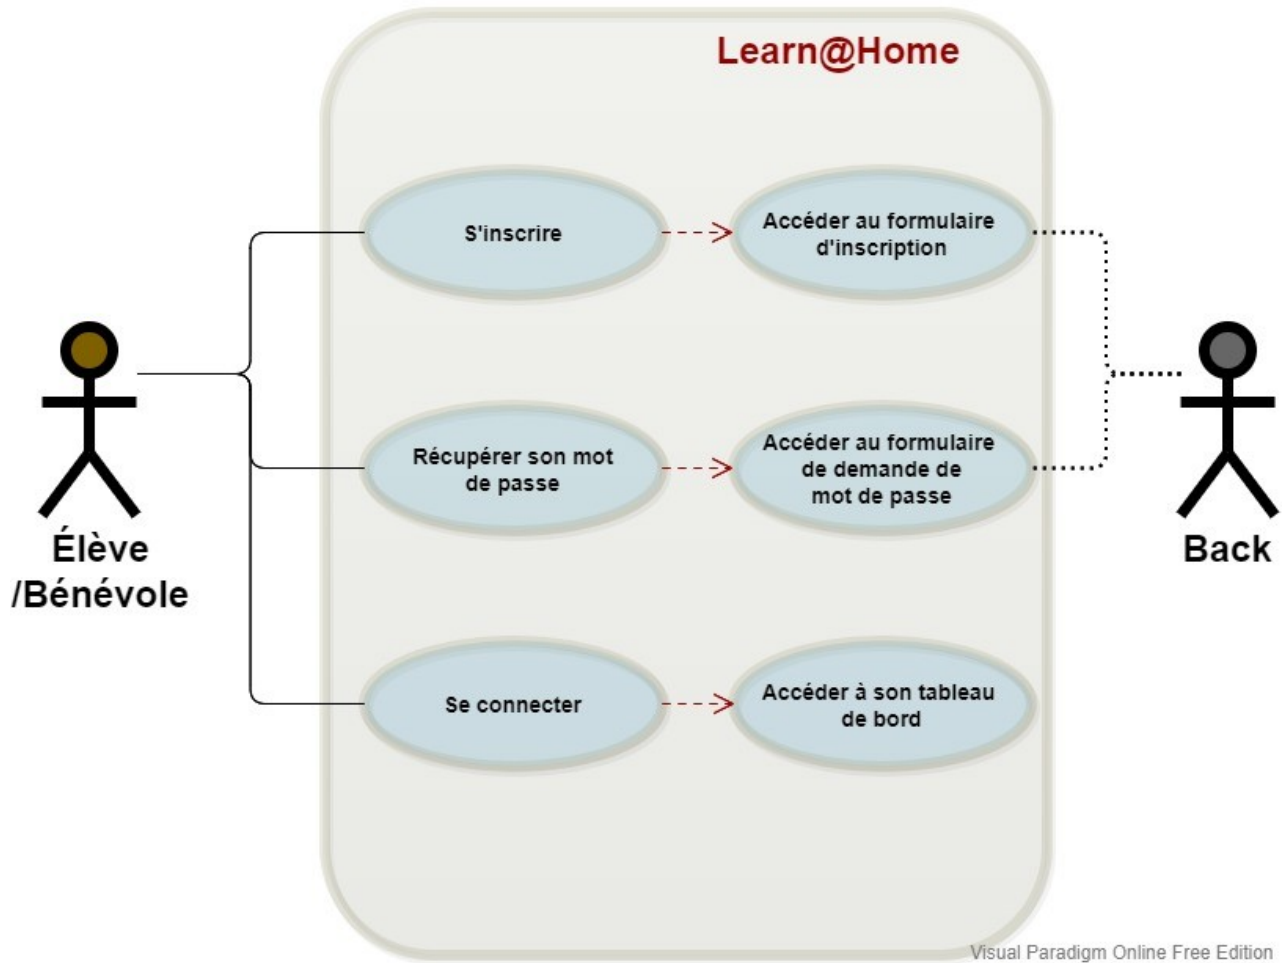 Learn@Home
S'inscrire
Accéder au formulaire
d'inscription
Élève
/Bénévole
Récupérer son mot
de passe
Accéder au formulaire
de demande de
mot de passe
Back
Se connecter
Accéder à son tableau
de bord
Visual Paradigm Online Free Edition